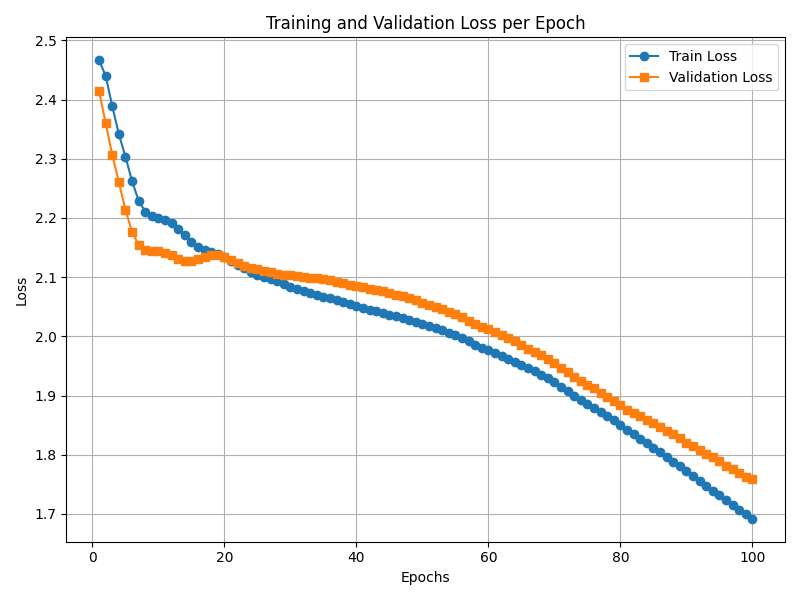 Training and Validation Loss per Epoch
Train Loss
Validation Loss
2.5
2.4
2.3
2.2
2.1
2.0
1.9
1.8
1.7
Loss
0 20 40 60 80 100
Epochs